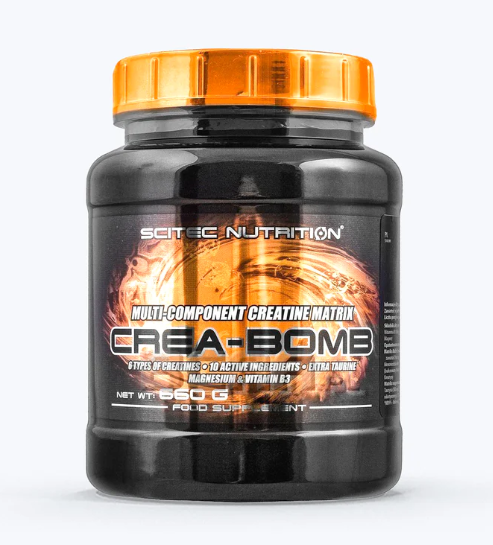 SCITEC NUTRITION®
MULTI-COMPONENT CREATINE MATRIX
CREA-BOMB
6 TYPES OF CREATINES • 10 ACTIVE INGREDIENTS • EXTRA TAURINE
MAGNESIUM & VITAMIN B3
NET WT: 660 G
FOOD SUPPLEMENT